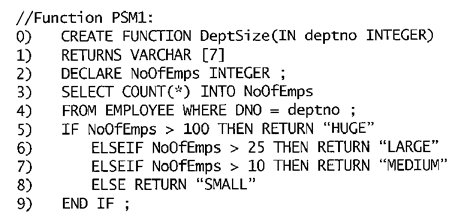 //Function PSM1:
0) CREATE FUNCTION DeptSize(IN deptno INTEGER)
1) RETURNS VARCHAR [7]
2) DECLARE NoOfEmps INTEGER ;
3) SELECT COUNT(*) INTO NoOfEmps
4) FROM EMPLOYEE WHERE DNO = deptno ;
5) IF NoOfEmps > 100 THEN RETURN “HUGE”
6) ELSEIF NoOfEmps > 25 THEN RETURN “LARGE”
7) ELSEIF NoOfEmps > 10 THEN RETURN “MEDIUM”
8) ELSE RETURN “SMALL”
9) END IF ;